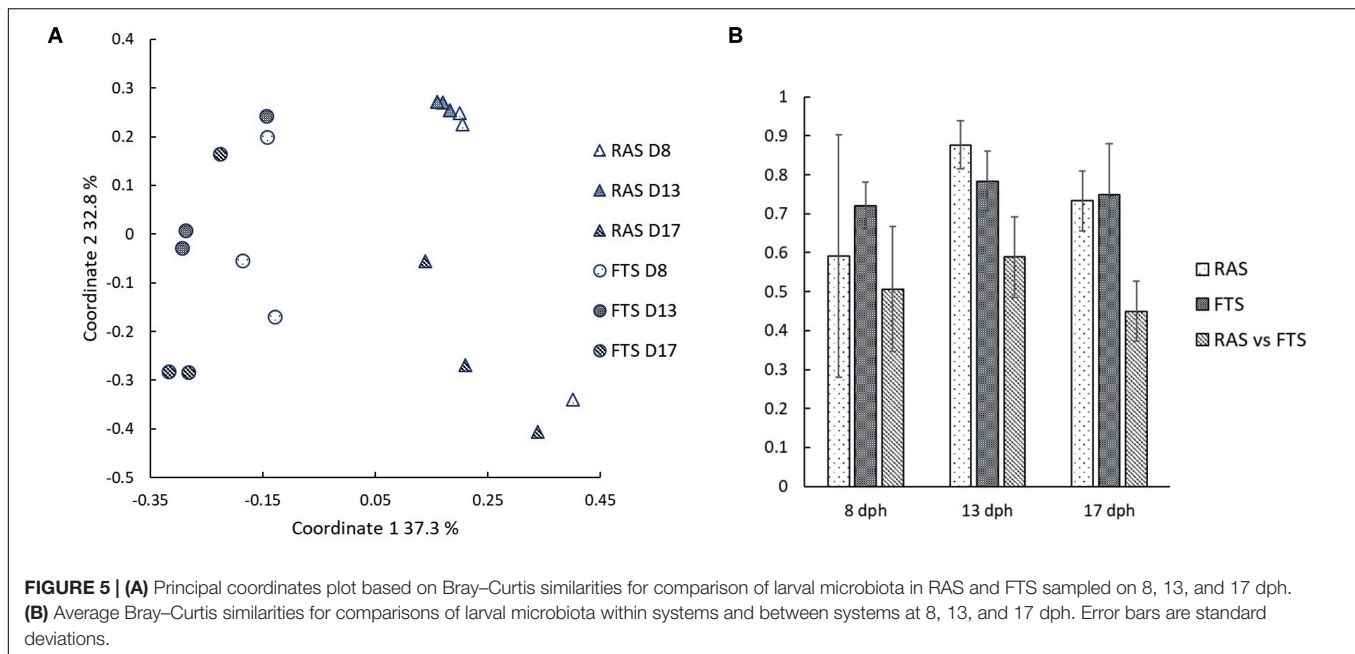 A
0.4
0.3
0.2
0.1
0
-0.1
-0.2
-0.3
-0.4
-0.5
Coordinate 2 32.8 %
-0.35
-0.15
0.05
0.25
0.45
Coordinate 1 37.3 %
RAS D8
RAS D13
RAS D17
FTS D8
FTS D13
FTS D17
B
1
0.9
0.8
0.7
0.6
0.5
0.4
0.3
0.2
0.1
0
8 dph
13 dph
17 dph
RAS
FTS
RAS vs FTS
FIGURE 5 | (A) Principal coordinates plot based on Bray–Curtis similarities for comparison of larval microbiota in RAS and FTS sampled on 8, 13, and 17 dph.
(B) Average Bray–Curtis similarities for comparisons of larval microbiota within systems and between systems at 8, 13, and 17 dph. Error bars are standard
deviations.